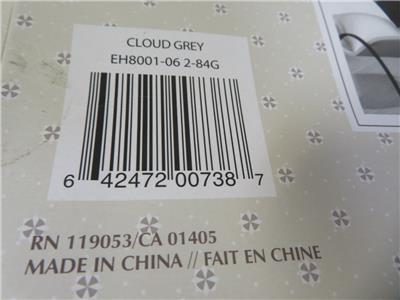 CLOUD GREY
EH8001-06 2-84G
6 42472 00738 7
RN 119053/CA 01405
MADE IN CHINA // FAIT EN CHINE